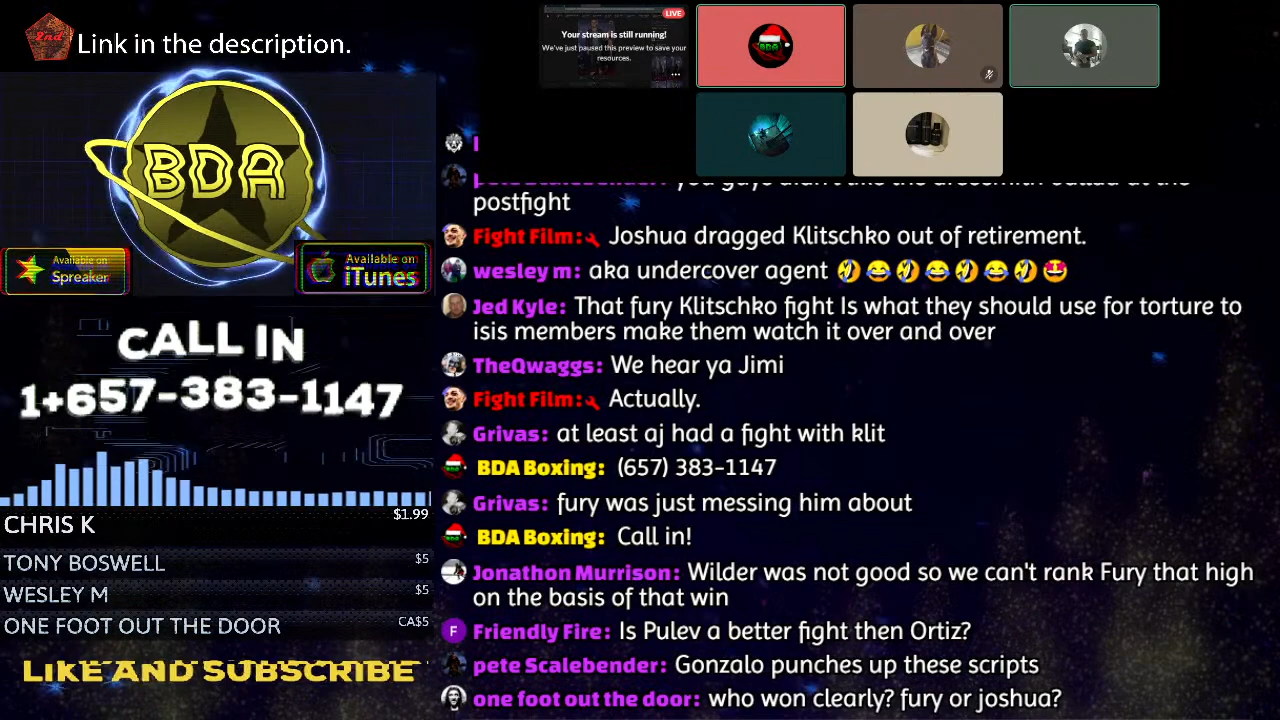 2nd
Link in the description.
BDA
Available on
Spreaker
Available on
iTunes
CALL IN
1+657-383-1147
CHRIS K $1.99
TONY BOSWELL $5
WESLEY M $5
ONE FOOT OUT THE DOOR CA$5
LIKE AND SUBSCRIBE
LIVE
Your stream is still running!
We've just paused this preview to save your
resources.
BDA
postfight
Fight Film: Joshua dragged Klitschko out of retirement.
wesley m: aka undercover agent 🤣😂🤣😂🤣😂🤣🤩
Jed Kyle: That fury Klitschko fight Is what they should use for torture to
isis members make them watch it over and over
TheQwaggs: We hear ya Jimi
Fight Film: Actually.
Grivas: at least aj had a fight with klit
BDA Boxing: (657) 383-1147
Grivas: fury was just messing him about
BDA Boxing: Call in!
Jonathon Murrison: Wilder was not good so we can't rank Fury that high
on the basis of that win
F Friendly Fire: Is Pulev a better fight then Ortiz?
pete Scalebender: Gonzalo punches up these scripts
one foot out the door: who won clearly? fury or joshua?